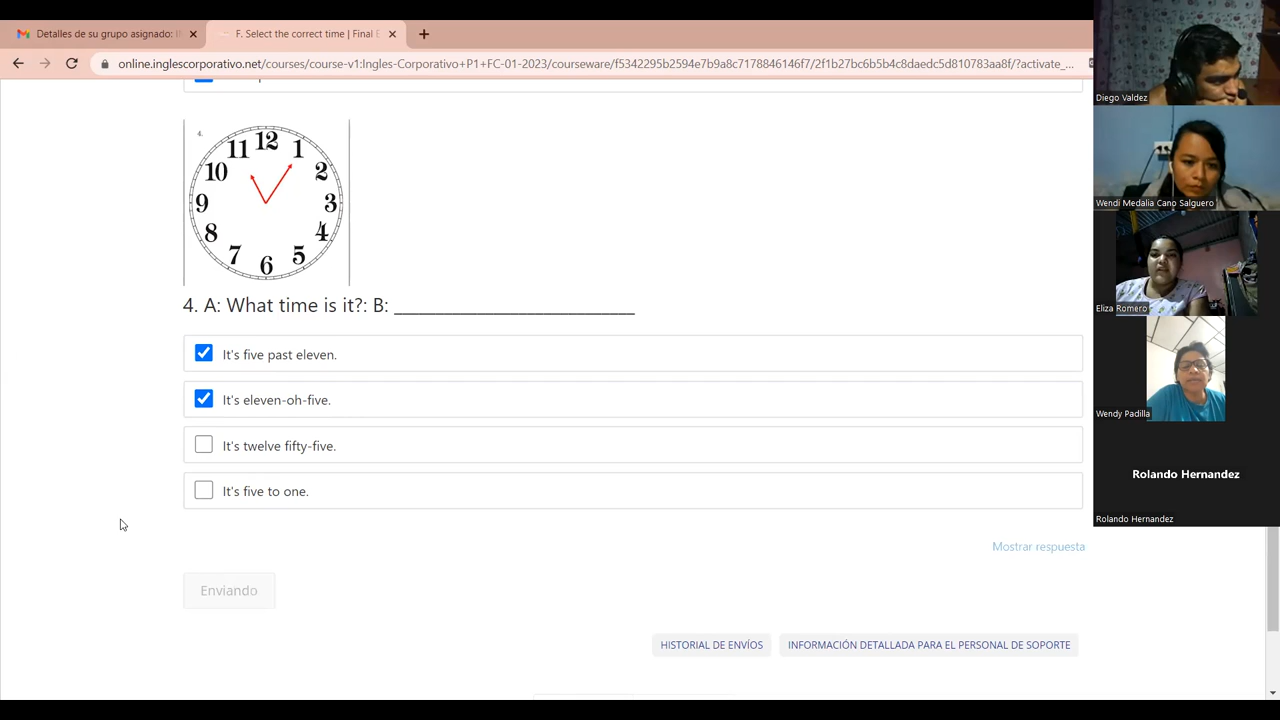 Detalles de su grupo asignado: I
F. Select the correct time | Final E
online.inglescorporativo.net/courses/course-v1:Ingles-Corporativo+P1+FC-01-2023/courseware/f5342295b2594e7b9a8c7178846146f7/2f1b27bc6b5b4c8daedc5d810783aa8f/?activate_...
4.
12
11 1
10 2
9 3
8 4
7 5
6
4. A: What time is it?: B: ________________________
It's five past eleven.
It's eleven-oh-five.
It's twelve fifty-five.
It's five to one.
Mostrar respuesta
Enviando
HISTORIAL DE ENVÍOS
INFORMACIÓN DETALLADA PARA EL PERSONAL DE SOPORTE
Diego Valdez
Wendi Medalia Cano Salguero
Eliza Romero
Wendy Padilla
Rolando Hernandez
Rolando Hernandez